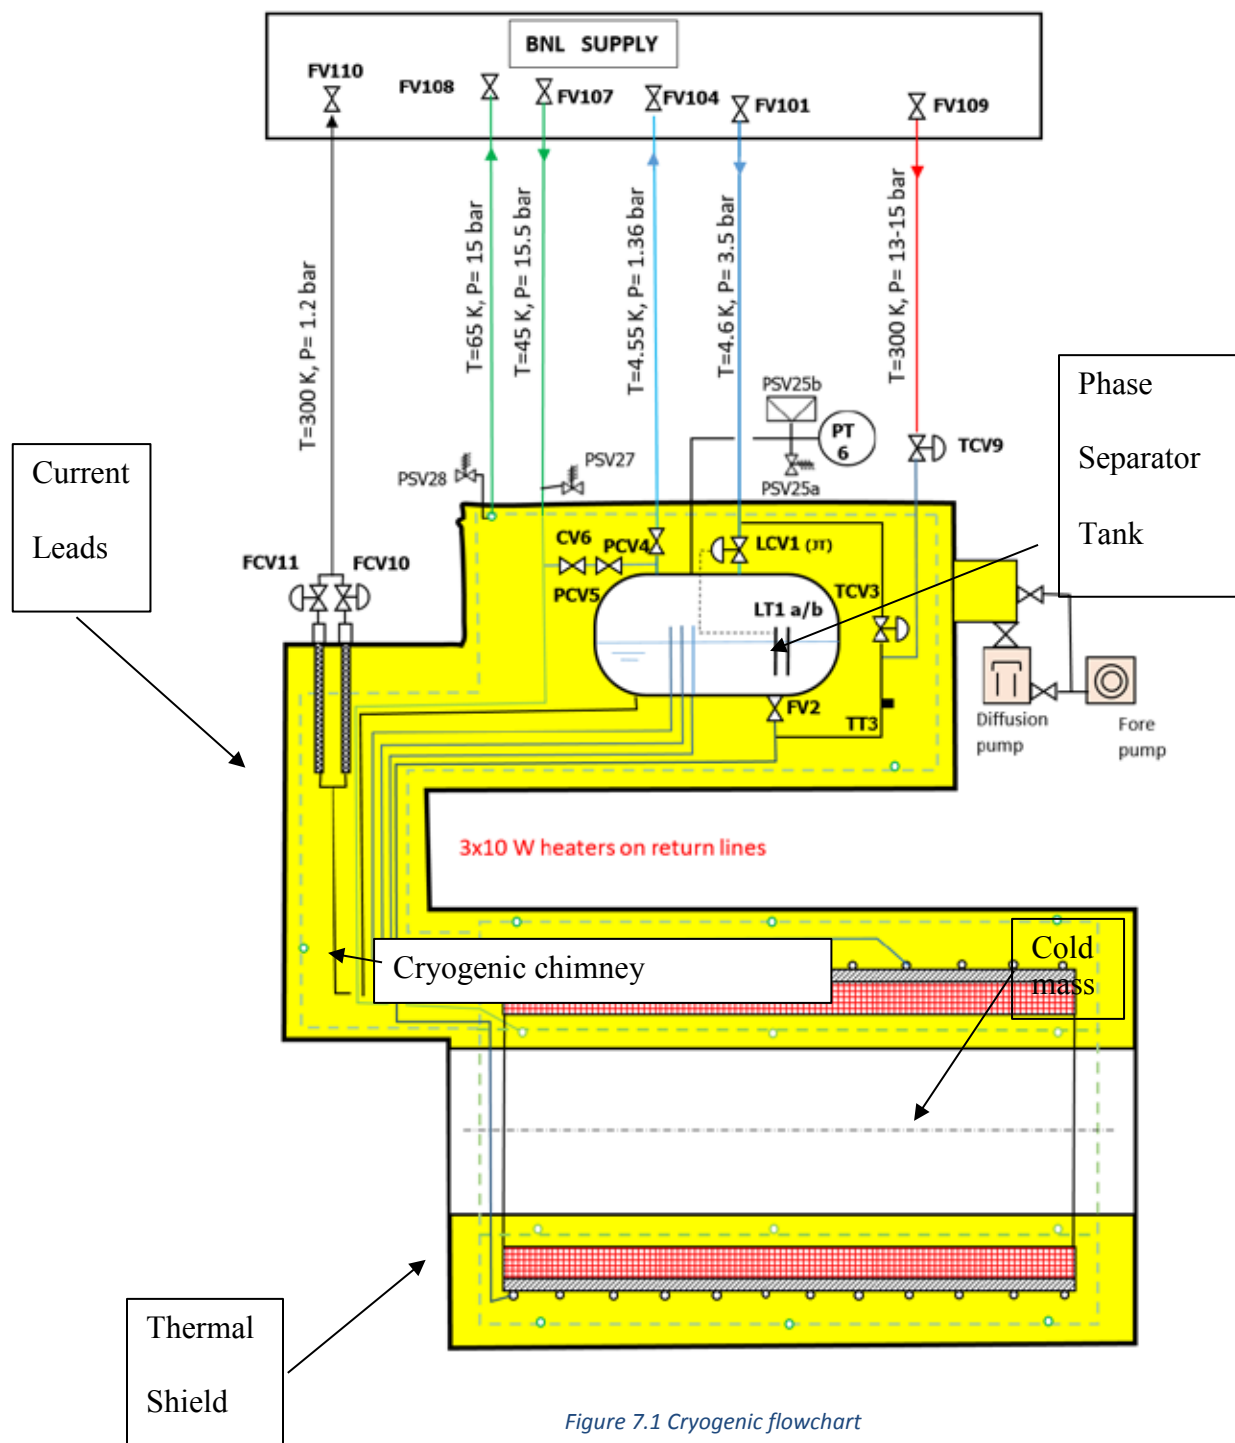 BNL SUPPLY
FV110
FV108
FV107
FV104
FV101
FV109
T=300 K, P= 1.2 bar
T=65 K, P= 15 bar
T=45 K, P= 15.5 bar
T=4.55 K, P= 1.36 bar
T=4.6 K, P= 3.5 bar
T=300 K, P= 13-15 bar
Phase
Separator
Tank
PSV25b
PT
6
TCV9
PSV25a
PSV28
PSV27
Current
Leads
CV6
PCV4
LCV1 (JT)
FCV11
FCV10
PCV5
TCV3
LT1 a/b
FV2
TT3
Diffusion
pump
Fore
pump
3x10 W heaters on return lines
Cryogenic chimney
Cold
mass
Thermal
Shield
Figure 7.1 Cryogenic flowchart